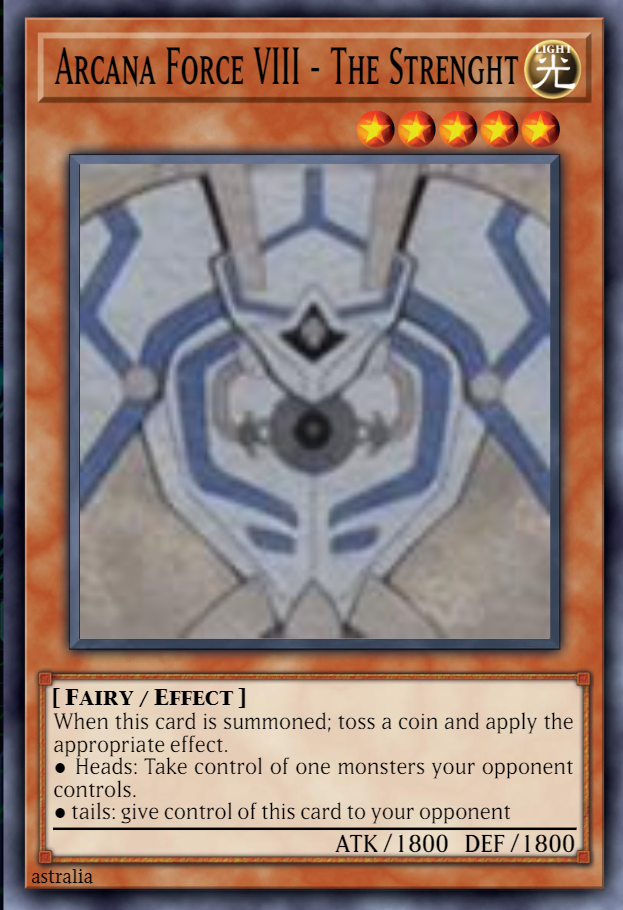 Arcana Force VIII - The Strenght
LIGHT
光
[ Fairy / Effect ]
When this card is summoned; toss a coin and apply the
appropriate effect.
● Heads: Take control of one monsters your opponent
controls.
● tails: give control of this card to your opponent
ATK / 1800 DEF / 1800
astralia